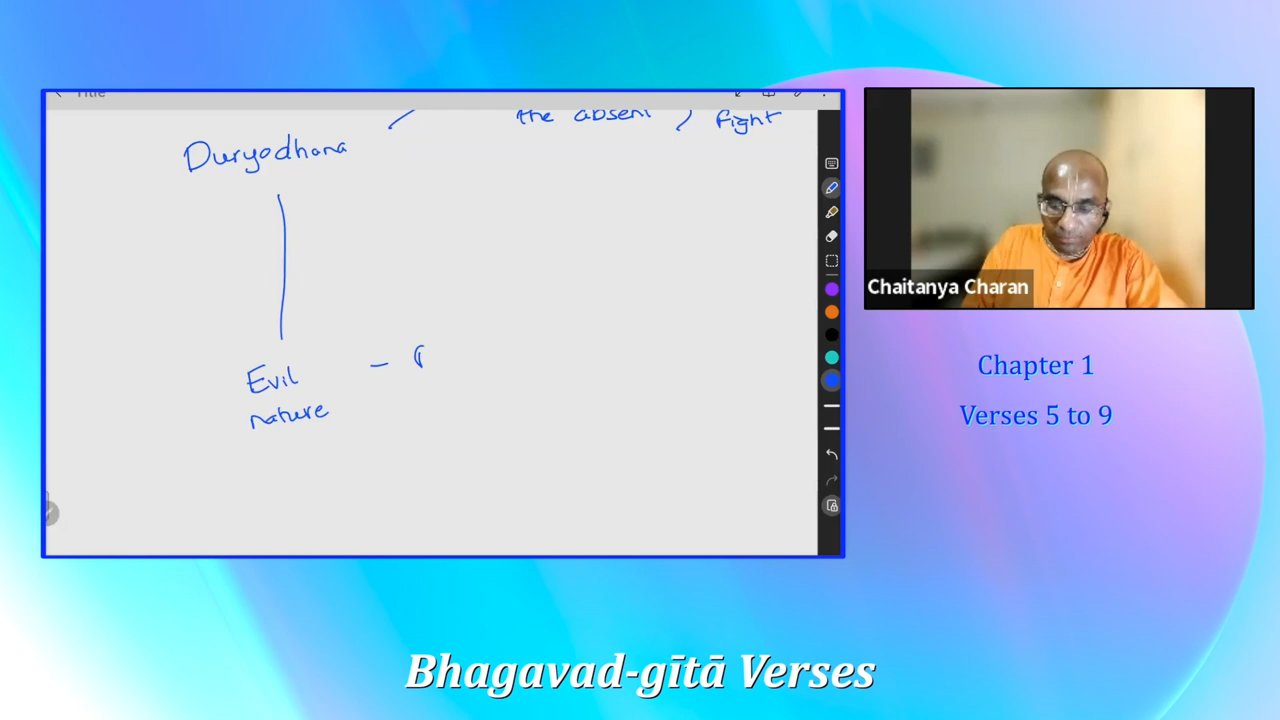 Title
the absent
fight
Duryodhana
Evil
nature
Chaitanya Charan
Chapter 1
Verses 5 to 9
Bhagavad-gītā Verses